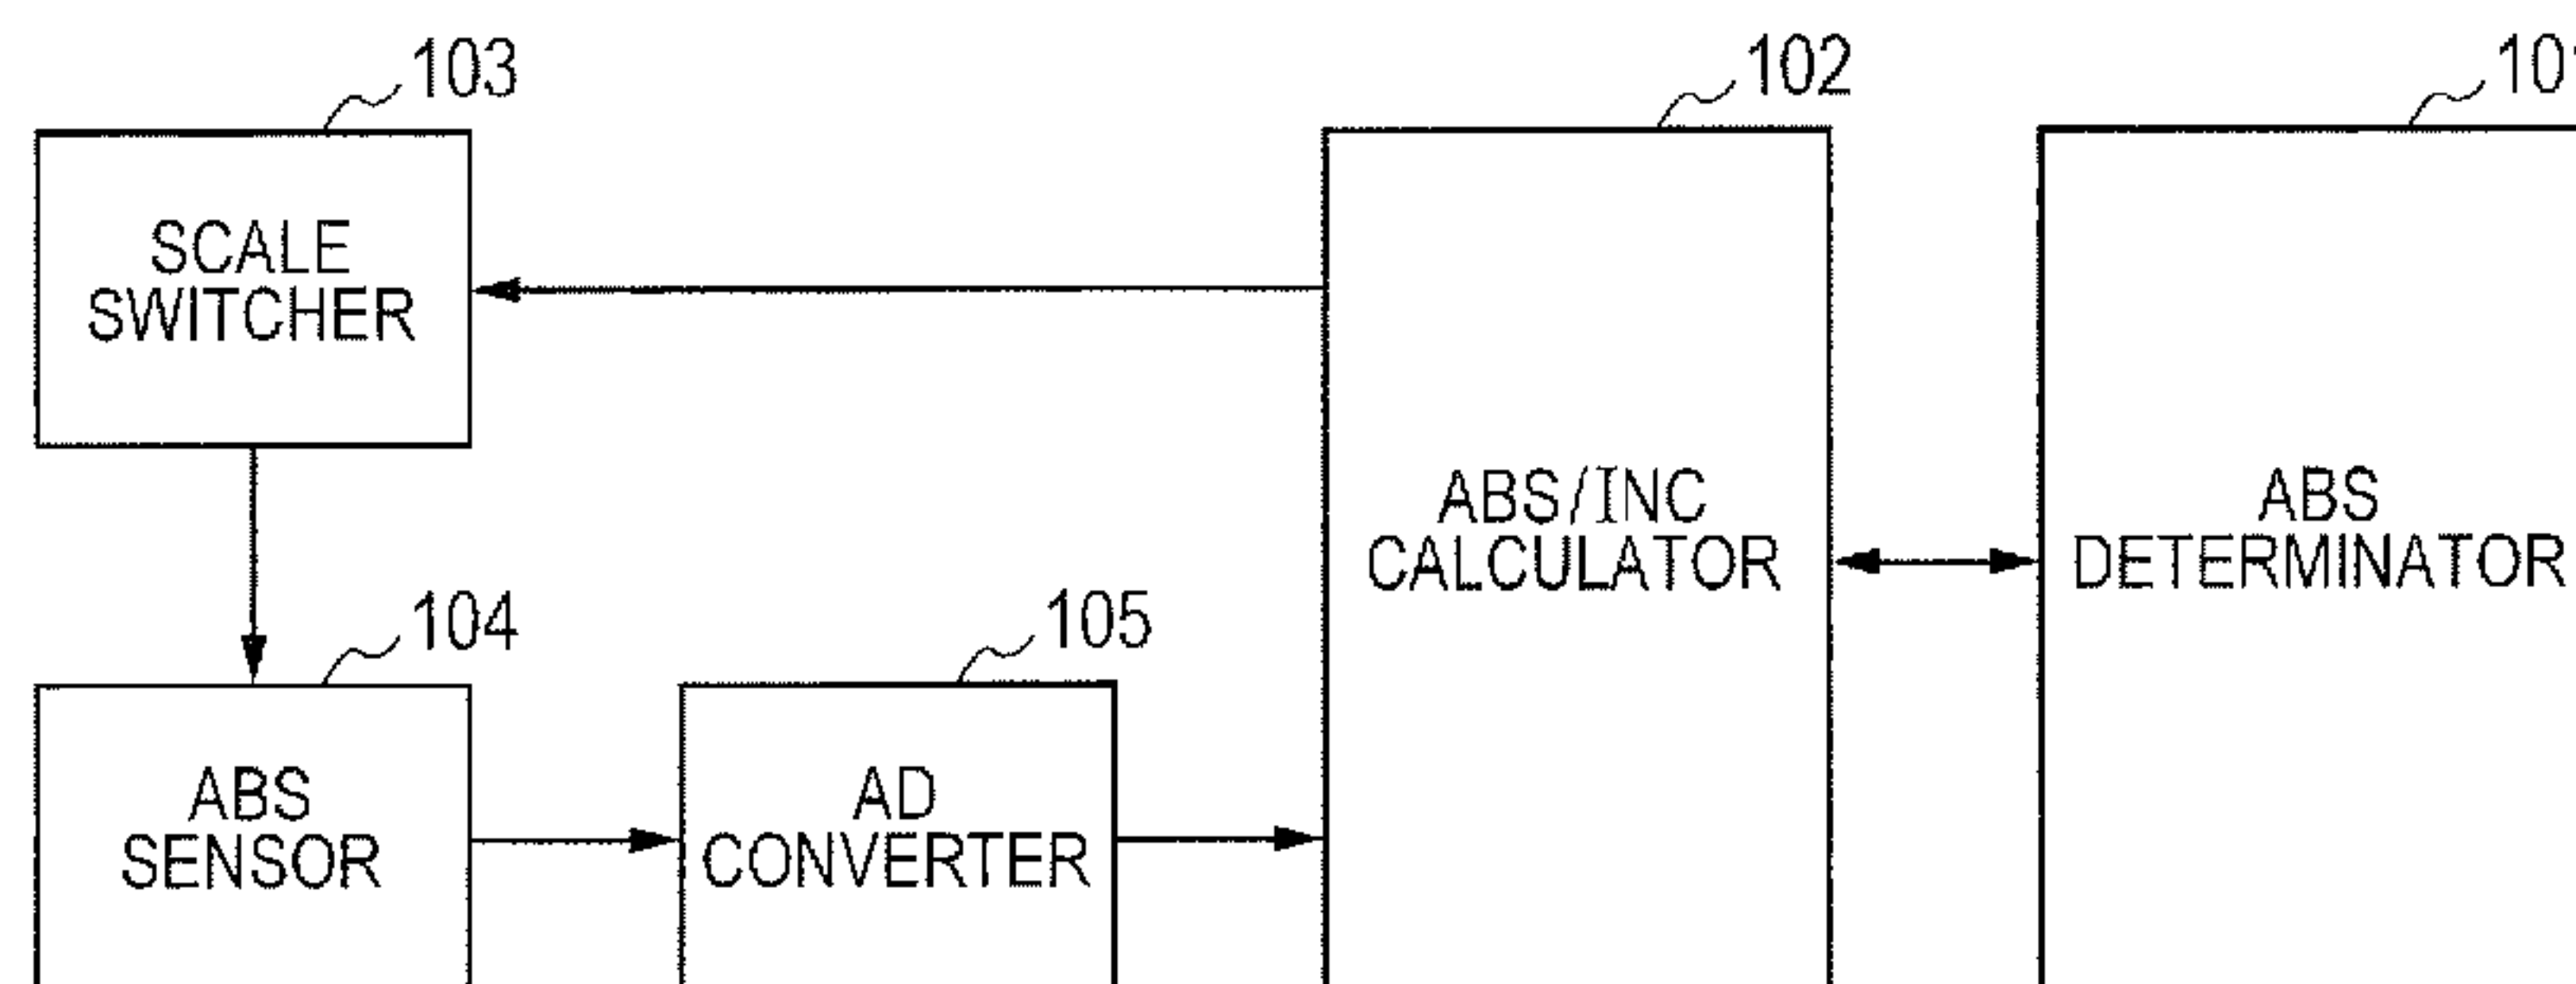 103
102
101
SCALE
SWITCHER
ABS/INC
CALCULATOR
ABS
DETERMINATOR
104
105
ABS
SENSOR
AD
CONVERTER